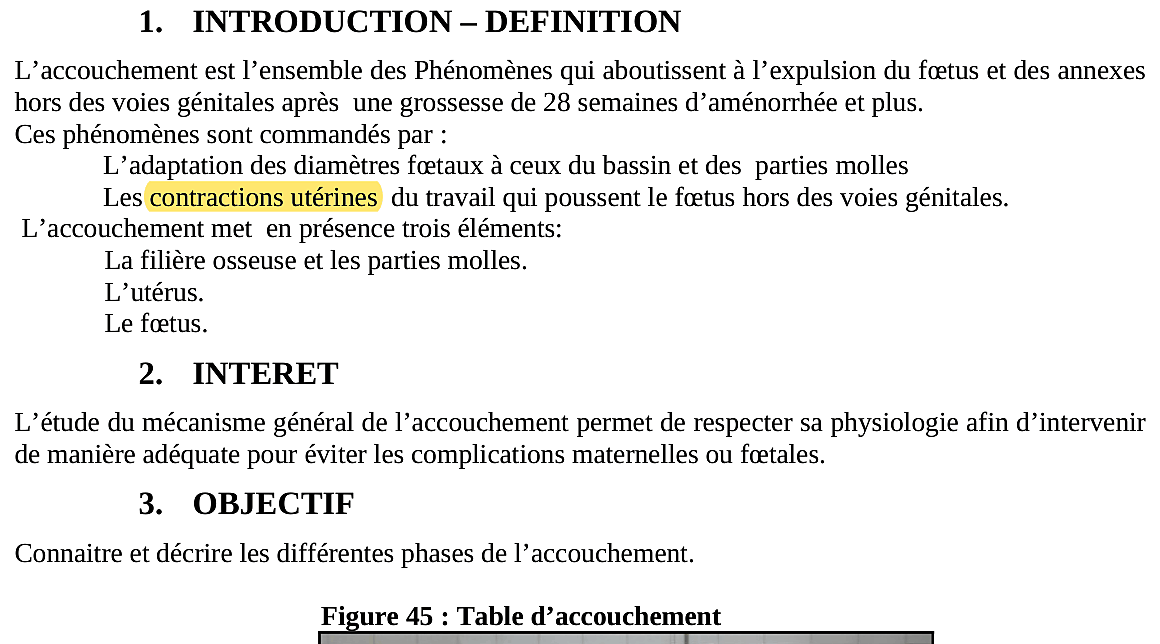 1. INTRODUCTION – DEFINITION
L’accouchement est l’ensemble des Phénomènes qui aboutissent à l’expulsion du fœtus et des annexes
hors des voies génitales après une grossesse de 28 semaines d’aménorrhée et plus.
Ces phénomènes sont commandés par :
L’adaptation des diamètres fœtaux à ceux du bassin et des parties molles
Les contractions utérines du travail qui poussent le fœtus hors des voies génitales.
L’accouchement met en présence trois éléments:
La filière osseuse et les parties molles.
L’utérus.
Le fœtus.
2. INTERET
L’étude du mécanisme général de l’accouchement permet de respecter sa physiologie afin d’intervenir
de manière adéquate pour éviter les complications maternelles ou fœtales.
3. OBJECTIF
Connaitre et décrire les différentes phases de l’accouchement.
Figure 45 : Table d’accouchement